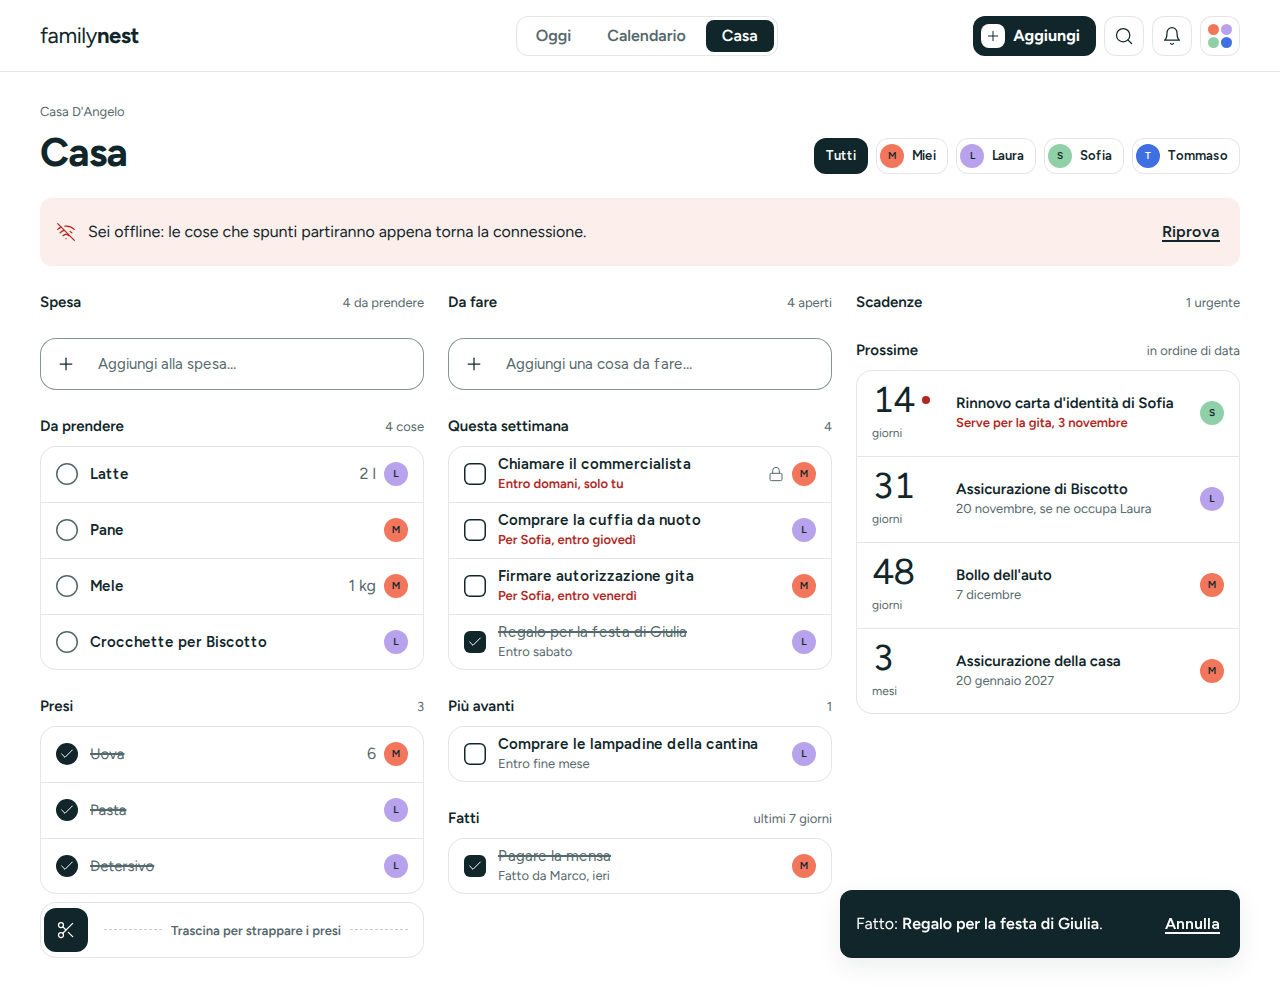 familynest
Oggi
Calendario
Casa
Aggiungi
Casa D'Angelo
Casa
Tutti
M Miei
L Laura
S Sofia
T Tommaso
Sei offline: le cose che spunti partiranno appena torna la connessione.
Riprova
Spesa
4 da prendere
Aggiungi alla spesa...
Da prendere
4 cose
Latte
2 l
L
Pane
M
Mele
1 kg
M
Crocchette per Biscotto
L
Presi
3
Uova
6
M
Pasta
L
Detersivo
L
Trascina per strappare i presi
Da fare
4 aperti
Aggiungi una cosa da fare...
Questa settimana
4
Chiamare il commercialista
Entro domani, solo tu
M
Comprare la cuffia da nuoto
Per Sofia, entro giovedì
L
Firmare autorizzazione gita
Per Sofia, entro venerdì
M
Regalo per la festa di Giulia
Entro sabato
L
Più avanti
1
Comprare le lampadine della cantina
Entro fine mese
L
Fatti
ultimi 7 giorni
Pagare la mensa
Fatto da Marco, ieri
M
Scadenze
1 urgente
Prossime
in ordine di data
14
giorni
Rinnovo carta d'identità di Sofia
Serve per la gita, 3 novembre
S
31
giorni
Assicurazione di Biscotto
20 novembre, se ne occupa Laura
L
48
giorni
Bollo dell'auto
7 dicembre
M
3
mesi
Assicurazione della casa
20 gennaio 2027
M
Fatto: Regalo per la festa di Giulia.
Annulla